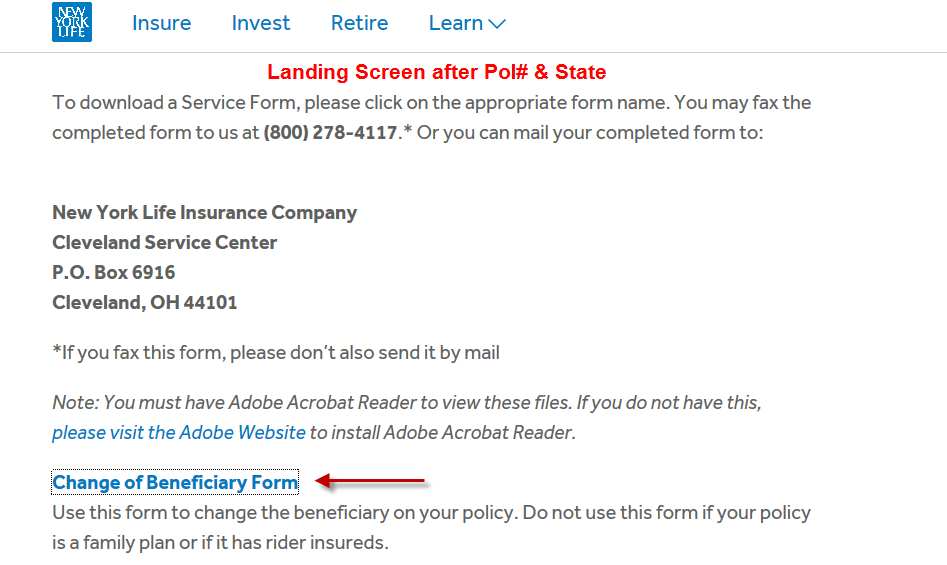 NEW
YORK
LIFE
Insure Invest Retire Learn
Landing Screen after Pol# & State
To download a Service Form, please click on the appropriate form name. You may fax the
completed form to us at (800) 278-4117.* Or you can mail your completed form to:
New York Life Insurance Company
Cleveland Service Center
P.O. Box 6916
Cleveland, OH 44101
*If you fax this form, please don't also send it by mail
Note: You must have Adobe Acrobat Reader to view these files. If you do not have this,
please visit the Adobe Website to install Adobe Acrobat Reader.
Change of Beneficiary Form
Use this form to change the beneficiary on your policy. Do not use this form if your policy
is a family plan or if it has rider insureds.